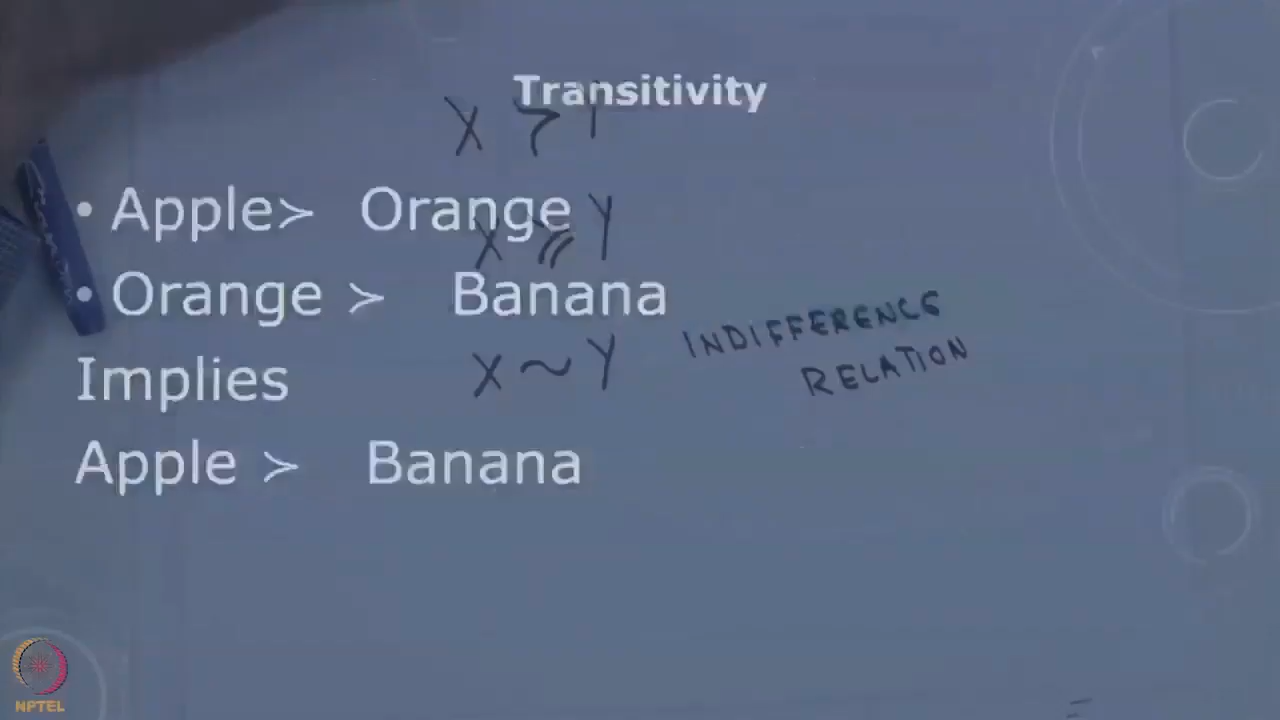 Transitivity
X ≻ Y
• Apple≻ Orange
X ≽ Y
• Orange ≻ Banana
X ~ Y INDIFFERENCE
RELATION
Implies
Apple ≻ Banana
NPTEL